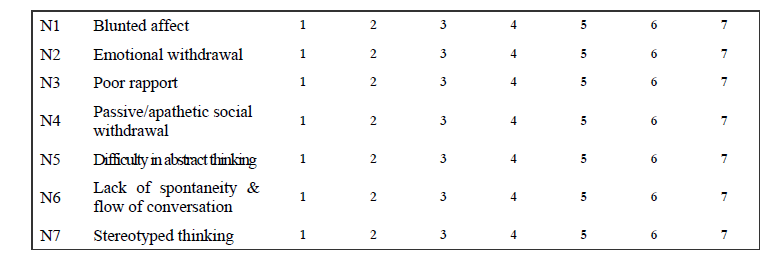 N1 Blunted affect 1 2 3 4 5 6 7
N2 Emotional withdrawal 1 2 3 4 5 6 7
N3 Poor rapport 1 2 3 4 5 6 7
N4 Passive/apathetic social
withdrawal 1 2 3 4 5 6 7
N5 Difficulty in abstract thinking 1 2 3 4 5 6 7
N6 Lack of spontaneity &
flow of conversation 1 2 3 4 5 6 7
N7 Stereotyped thinking 1 2 3 4 5 6 7